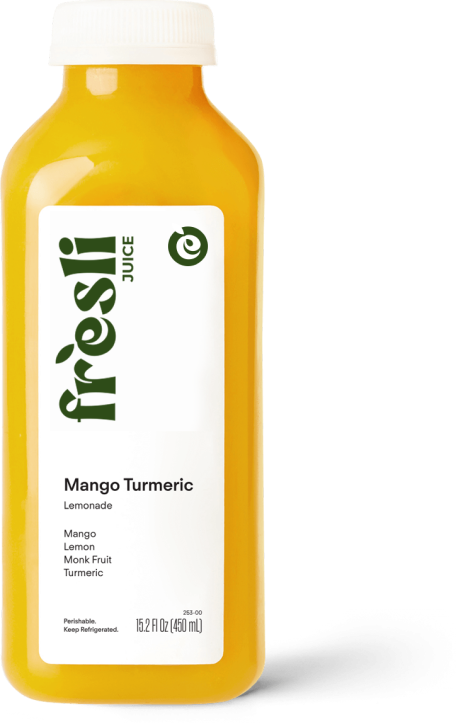 frèsli
JUICE
Mango Turmeric
Lemonade
Mango
Lemon
Monk Fruit
Turmeric
253-00
Perishable.
Keep Refrigerated.
15.2 Fl Oz (450 mL)